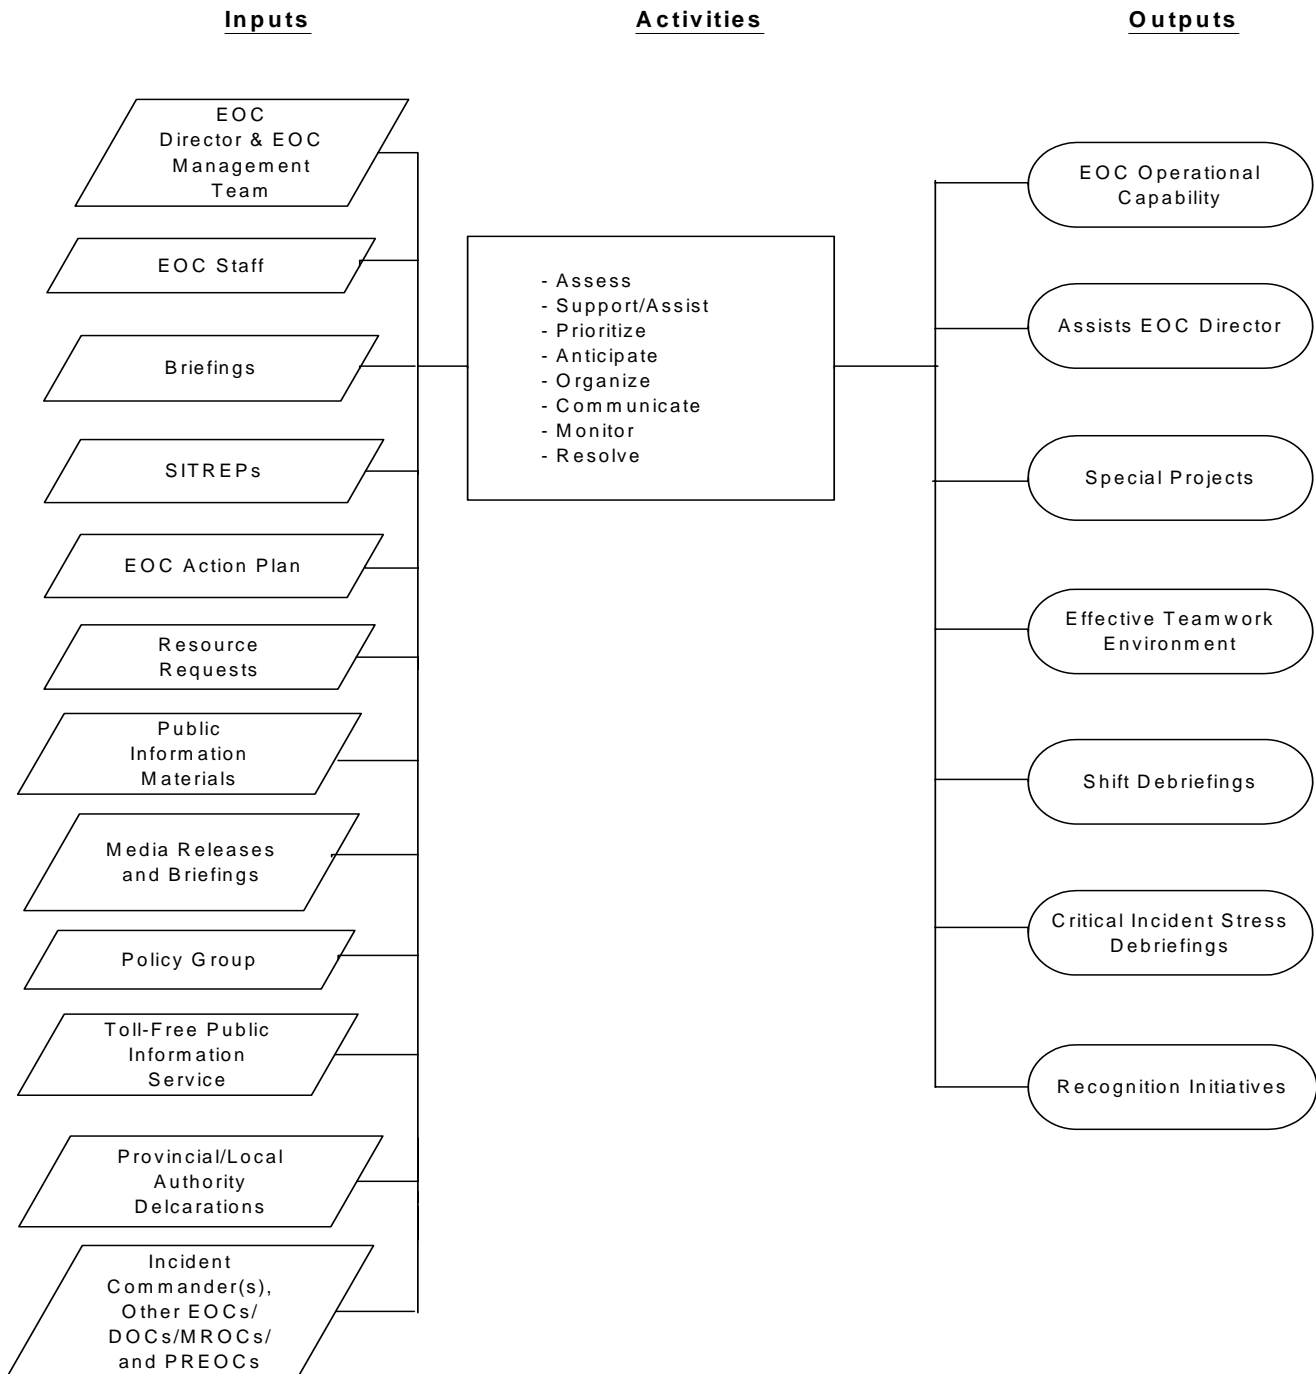 Inputs
Activities
Outputs
EOC
Director & EOC
Management
Team
EOC Staff
Briefings
SITREPs
EOC Action Plan
Resource
Requests
Public
Information
Materials
Media Releases
and Briefings
Policy Group
Toll-Free Public
Information
Service
Provincial/Local
Authority
Delcarations
Incident
Commander(s),
Other EOCs/
DOCs/MROCs/
and PREOCs
- Assess
- Support/Assist
- Prioritize
- Anticipate
- Organize
- Communicate
- Monitor
- Resolve
EOC Operational
Capability
Assists EOC Director
Special Projects
Effective Teamwork
Environment
Shift Debriefings
Critical Incident Stress
Debriefings
Recognition Initiatives